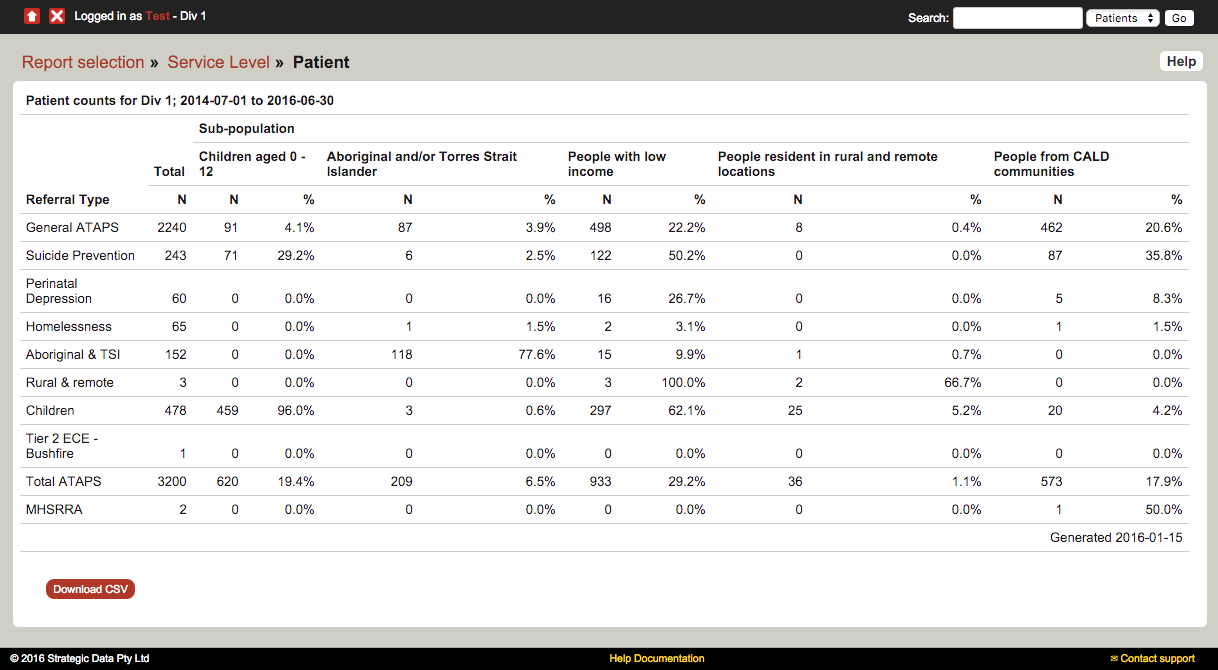 Logged in as Test - Div 1 Search: Patients Go
Report selection » Service Level » Patient Help
Patient counts for Div 1; 2014-07-01 to 2016-06-30
Sub-population
Children aged 0 - Aboriginal and/or Torres Strait People with low People resident in rural and remote People from CALD
Total 12 Islander income locations communities
Referral Type N N % N % N % N % N %
General ATAPS 2240 91 4.1% 87 3.9% 498 22.2% 8 0.4% 462 20.6%
Suicide Prevention 243 71 29.2% 6 2.5% 122 50.2% 0 0.0% 87 35.8%
Perinatal
Depression 60 0 0.0% 0 0.0% 16 26.7% 0 0.0% 5 8.3%
Homelessness 65 0 0.0% 1 1.5% 2 3.1% 0 0.0% 1 1.5%
Aboriginal & TSI 152 0 0.0% 118 77.6% 15 9.9% 1 0.7% 0 0.0%
Rural & remote 3 0 0.0% 0 0.0% 3 100.0% 2 66.7% 0 0.0%
Children 478 459 96.0% 3 0.6% 297 62.1% 25 5.2% 20 4.2%
Tier 2 ECE -
Bushfire 1 0 0.0% 0 0.0% 0 0.0% 0 0.0% 0 0.0%
Total ATAPS 3200 620 19.4% 209 6.5% 933 29.2% 36 1.1% 573 17.9%
MHSRRA 2 0 0.0% 0 0.0% 0 0.0% 0 0.0% 1 50.0%
Generated 2016-01-15
Download CSV
© 2016 Strategic Data Pty Ltd Help Documentation ✉ Contact support